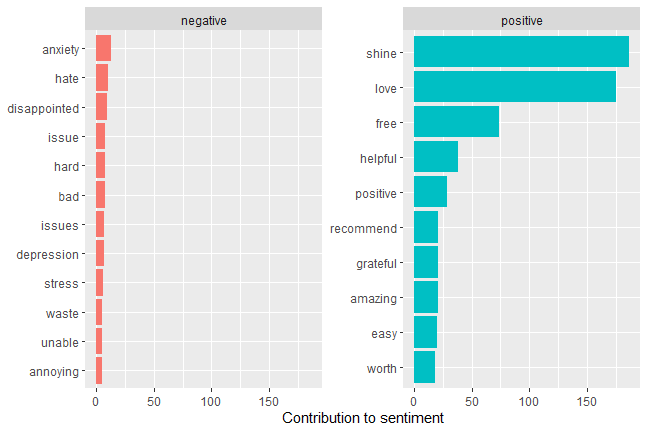 negative
anxiety
hate
disappointed
issue
hard
bad
issues
depression
stress
waste
unable
annoying
0 50 100 150
positive
shine
love
free
helpful
positive
recommend
grateful
amazing
easy
worth
0 50 100 150
Contribution to sentiment